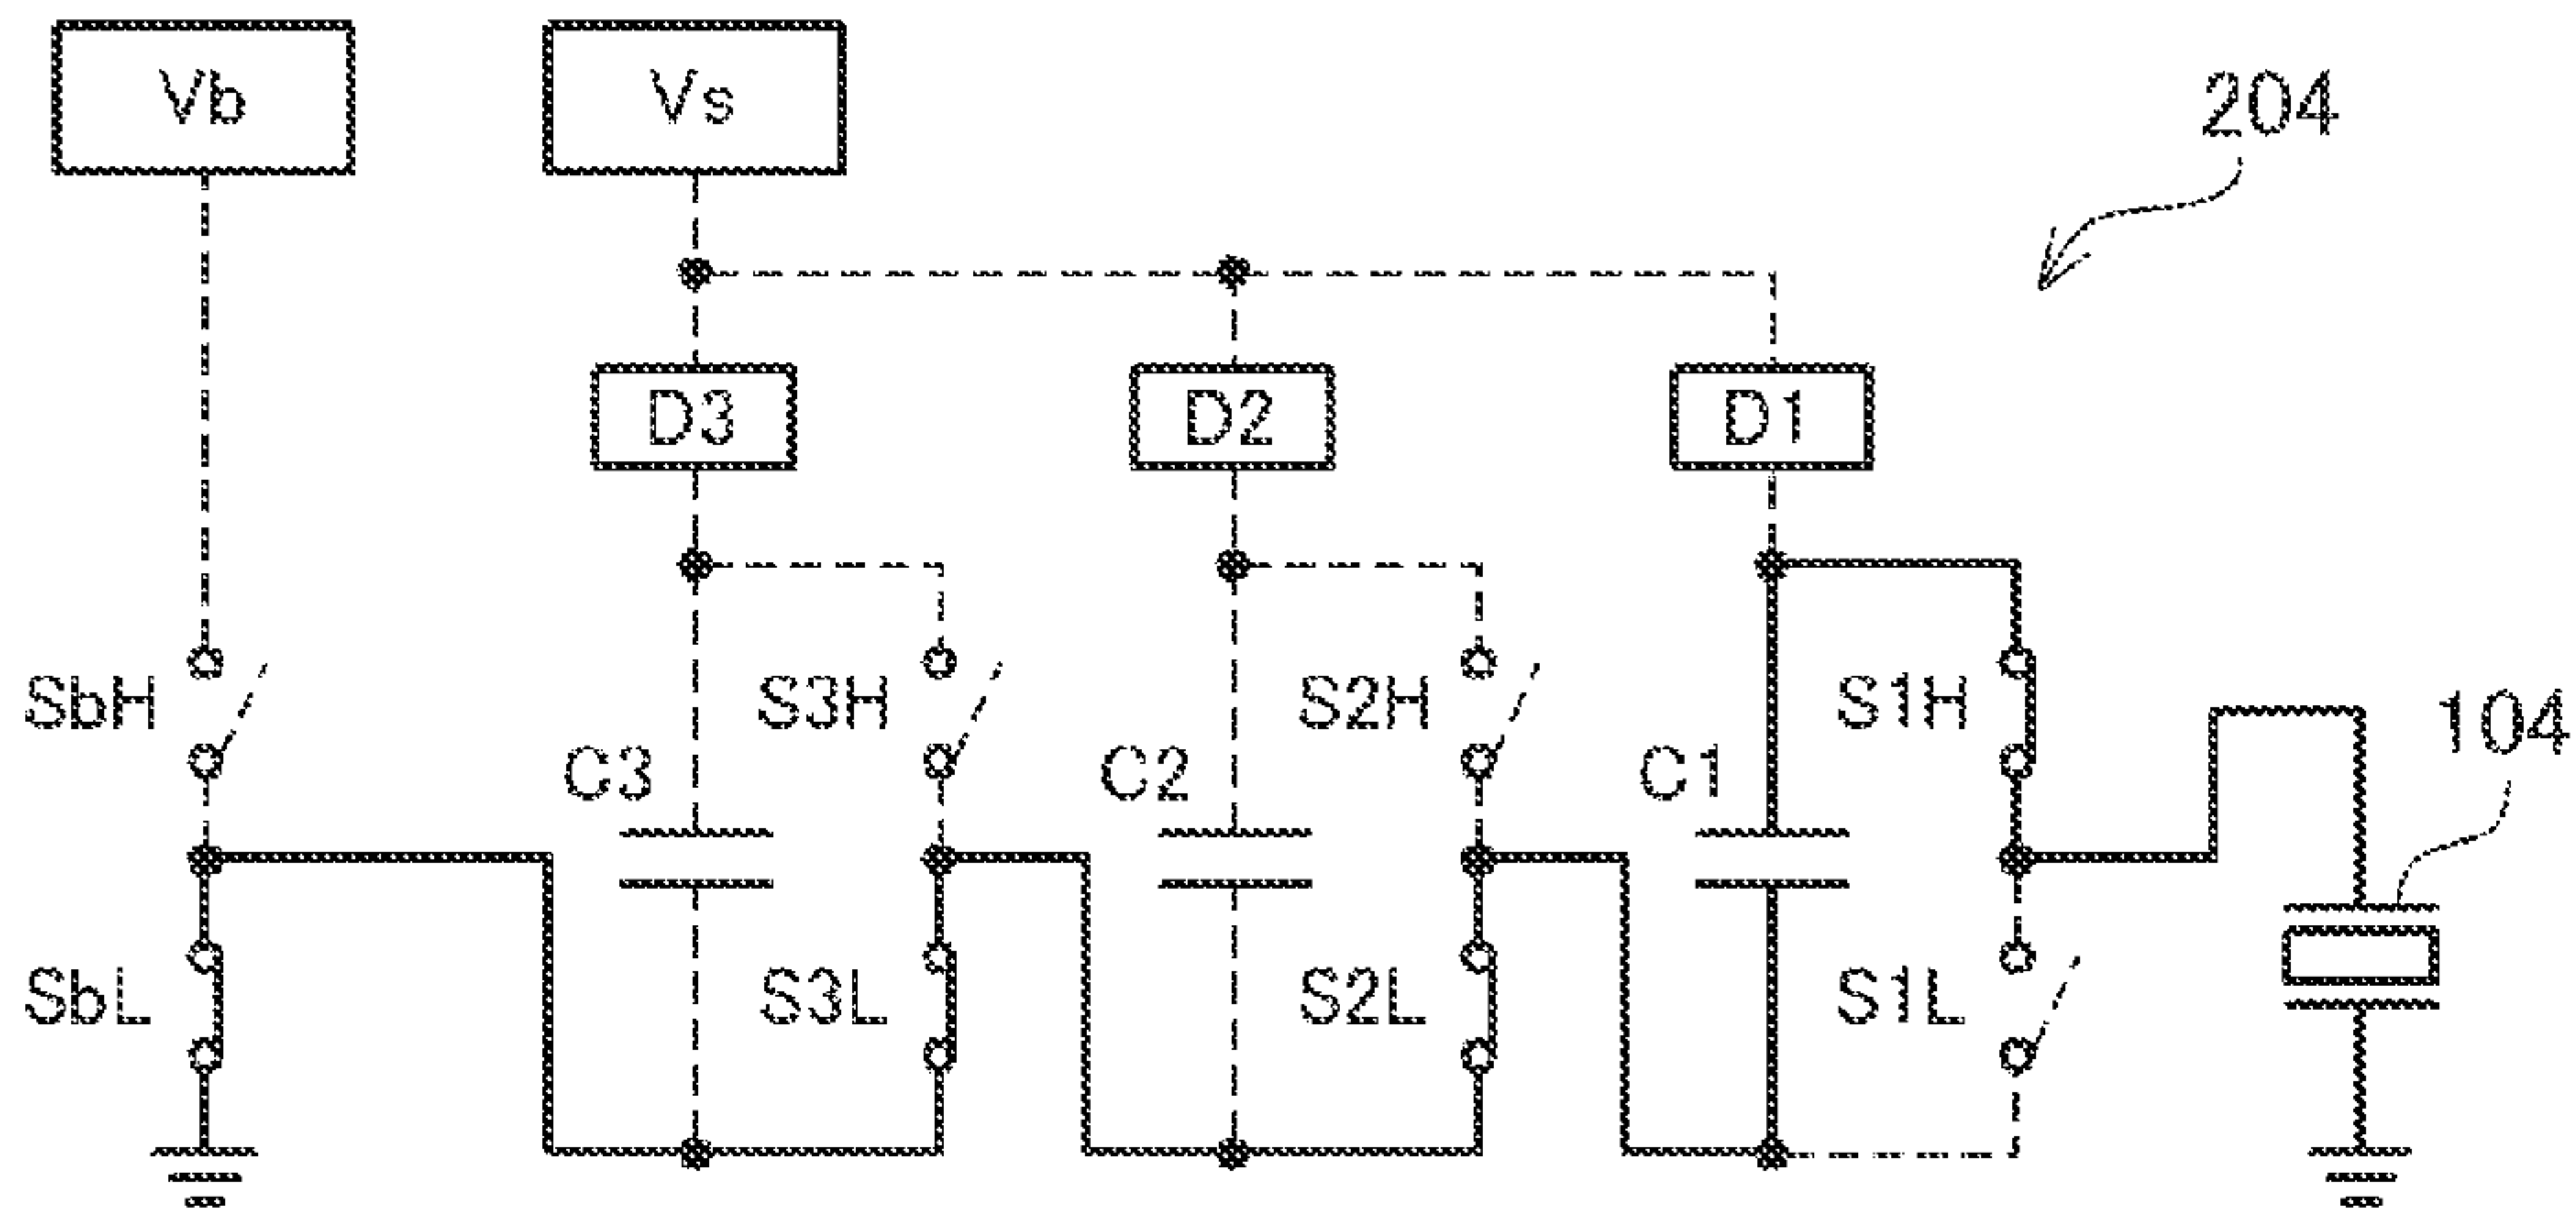 Vb
Vs
204
D3
D2
D1
SbH
S3H
S2H
S1H
104
C3
C2
C1
SbL
S3L
S2L
S1L